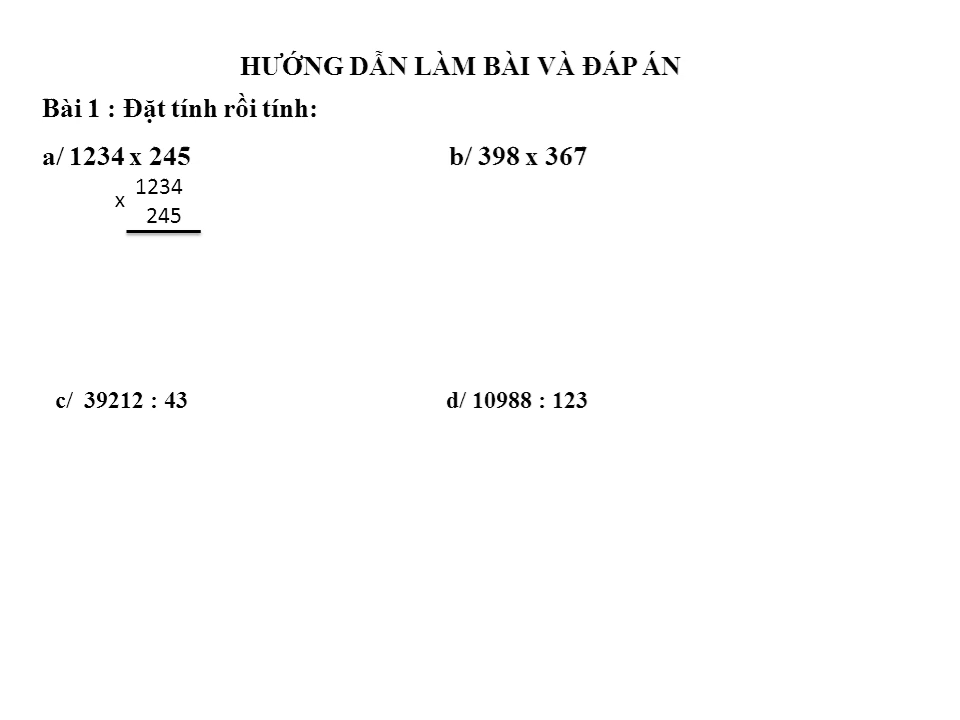 HƯỚNG DẪN LÀM BÀI VÀ ĐÁP ÁN
Bài 1 : Đặt tính rồi tính:
a/ 1234 x 245 b/ 398 x 367
1234
x
245
c/ 39212 : 43 d/ 10988 : 123